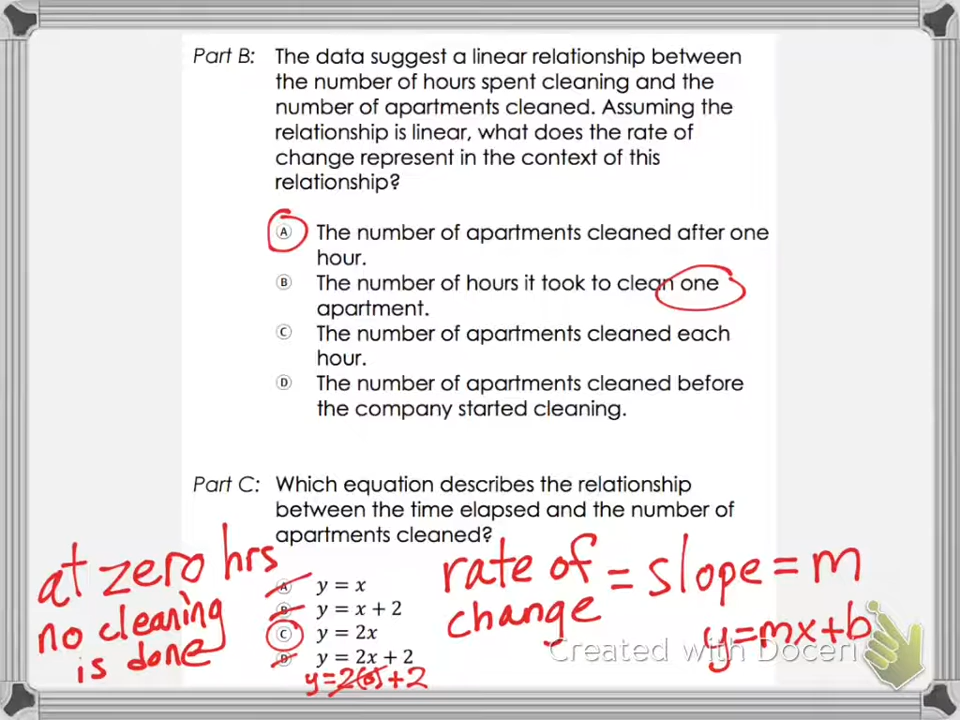 Part B: The data suggest a linear relationship between
the number of hours spent cleaning and the
number of apartments cleaned. Assuming the
relationship is linear, what does the rate of
change represent in the context of this
relationship?
A The number of apartments cleaned after one
hour.
B The number of hours it took to clean one
apartment.
C The number of apartments cleaned each
hour.
D The number of apartments cleaned before
the company started cleaning.
Part C: Which equation describes the relationship
between the time elapsed and the number of
apartments cleaned?
A y = x
B y = x + 2
C y = 2x
D y = 2x + 2
y=2(0)+2
at zero hrs
no cleaning
is done
rate of
change
= slope = m
y=mx+b
Created with Doceri